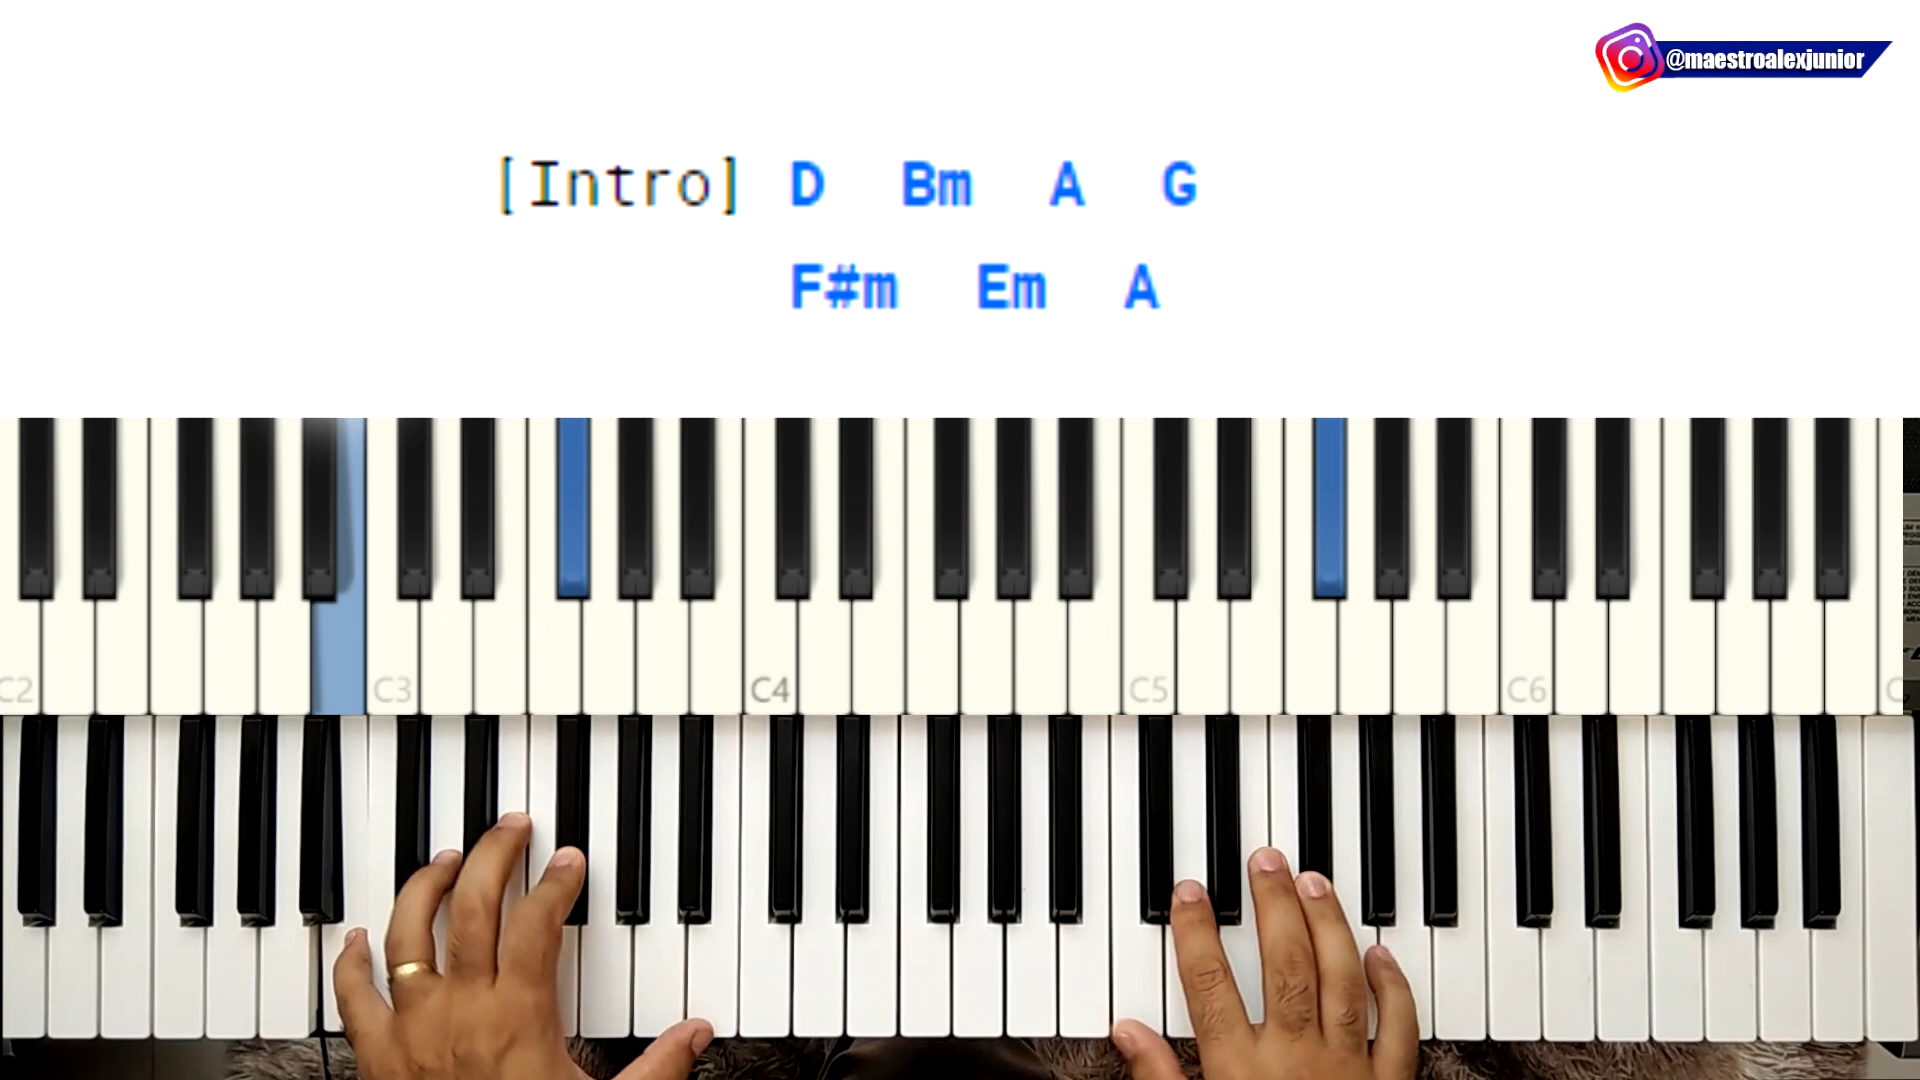 @maestroalexjunior
[Intro] D Bm A G
F#m Em A
C2 C3 C4 C5 C6 C